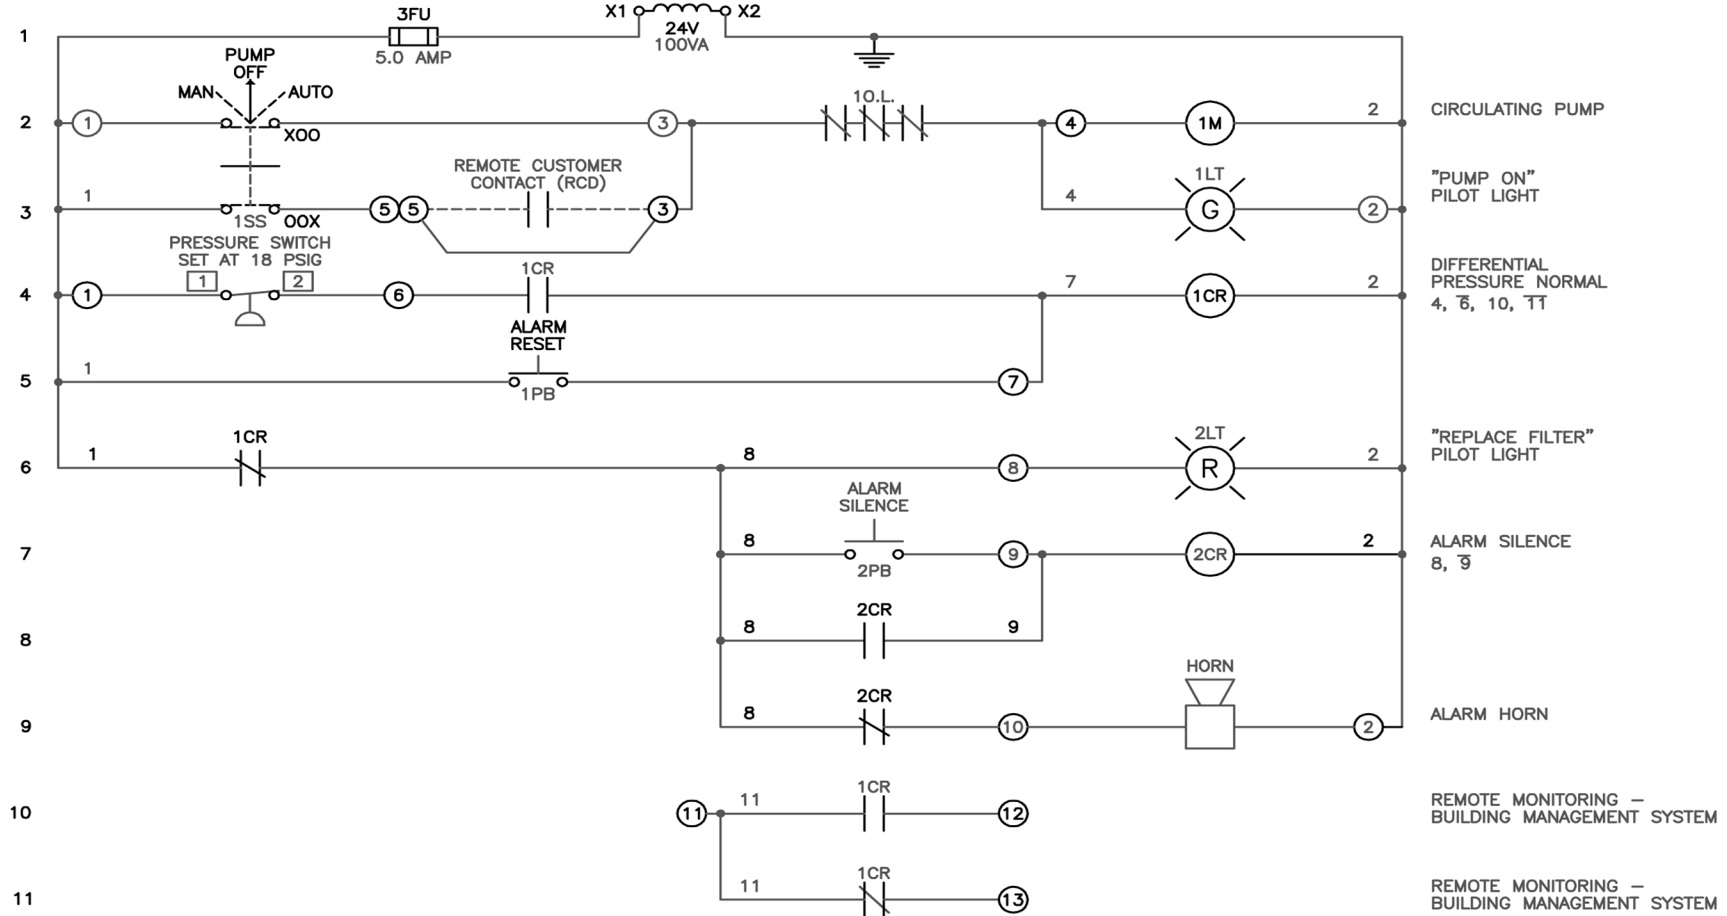 3FU
X1
X2
24V
100VA
1
5.0 AMP
PUMP
OFF
MAN
AUTO
2
1
XOO
3
1O.L.
4
1M
2
CIRCULATING PUMP
REMOTE CUSTOMER
CONTACT (RCD)
1LT
"PUMP ON"
PILOT LIGHT
3
1
1SS
OOX
5
5
3
4
G
2
PRESSURE SWITCH
SET AT 18 PSIG
1
2
4
1
6
1CR
7
1CR
2
DIFFERENTIAL
PRESSURE NORMAL
4, 6̅, 10, 1̅1̅
ALARM
RESET
5
1
1PB
7
1CR
2LT
"REPLACE FILTER"
PILOT LIGHT
6
1
8
8
R
2
ALARM
SILENCE
7
8
2PB
9
2CR
2
ALARM SILENCE
8, 9̅
2CR
8
8
9
HORN
2CR
9
8
10
2
ALARM HORN
1CR
10
11
11
12
REMOTE MONITORING –
BUILDING MANAGEMENT SYSTEM
1CR
11
11
13
REMOTE MONITORING –
BUILDING MANAGEMENT SYSTEM